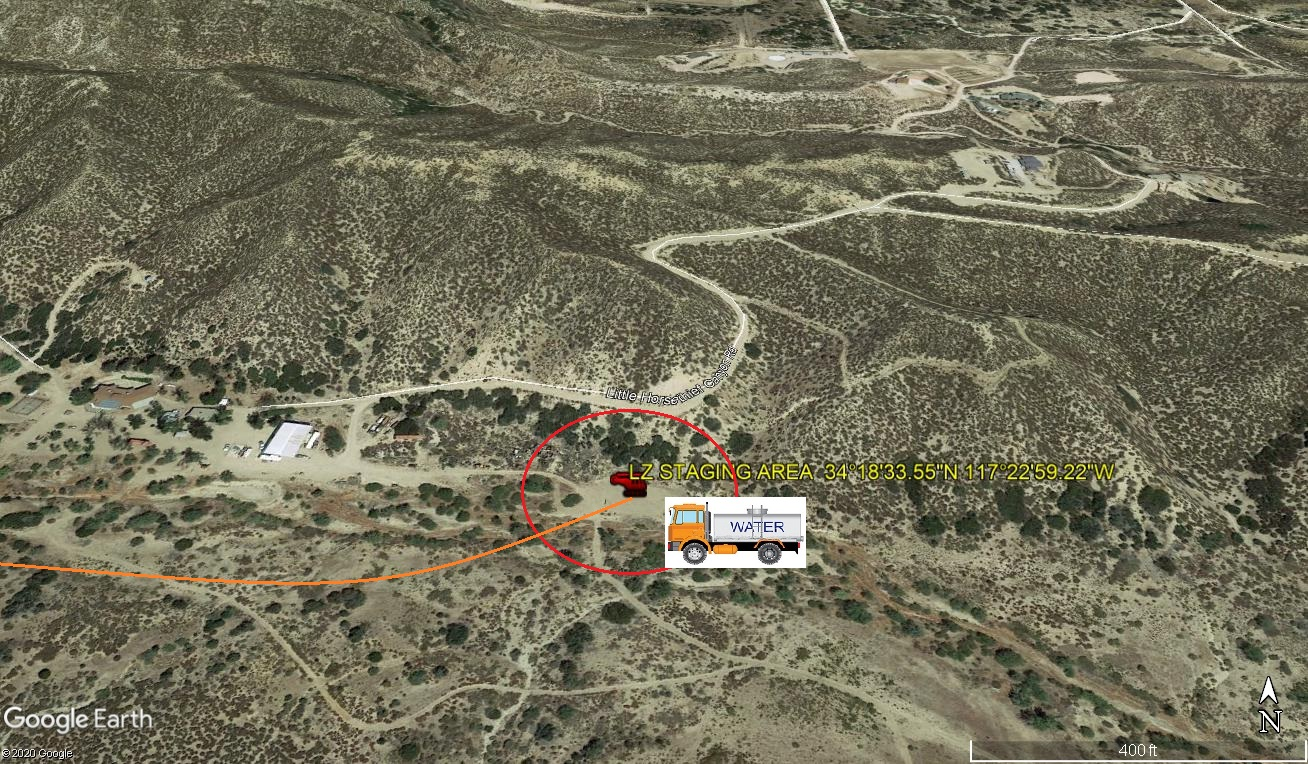 Little Horsethief Canyon Rd
LZ STAGING AREA 34°18'33.55"N 117°22'59.22"W
WATER
Google Earth
© 2020 Google
N
400 ft